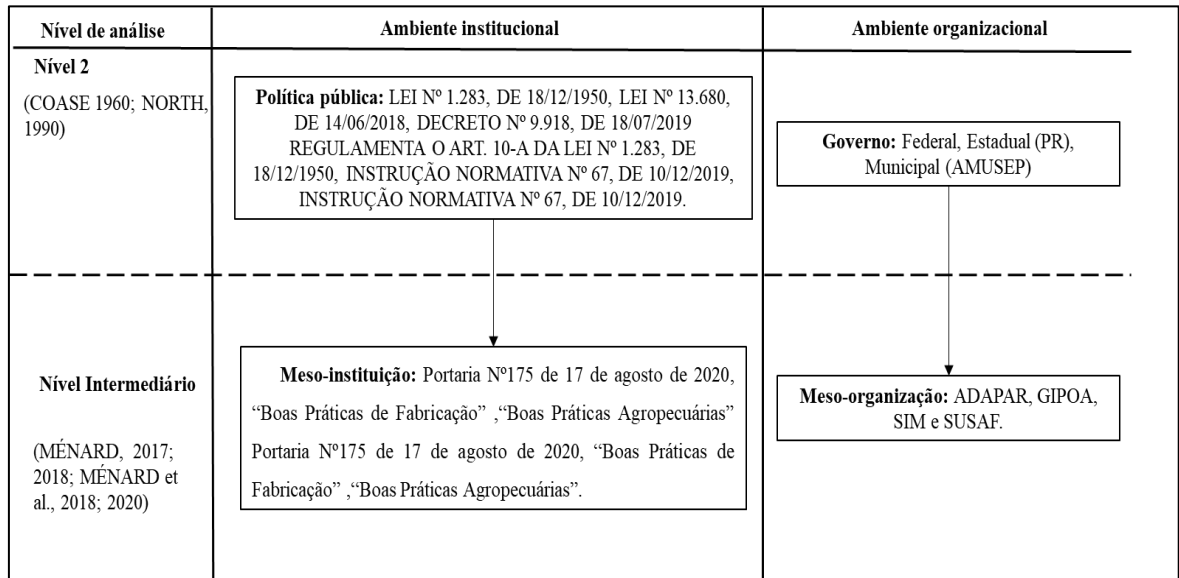 Nível de análise
Ambiente institucional
Ambiente organizacional
Nível 2
(COASE 1960; NORTH,
1990)
Política pública: LEI Nº 1.283, DE 18/12/1950, LEI Nº 13.680,
DE 14/06/2018, DECRETO Nº 9.918, DE 18/07/2019
REGULAMENTA O ART. 10-A DA LEI Nº 1.283, DE
18/12/1950, INSTRUÇÃO NORMATIVA Nº 67, DE 10/12/2019,
INSTRUÇÃO NORMATIVA Nº 67, DE 10/12/2019.
Governo: Federal, Estadual (PR),
Municipal (AMUSEP)
Nível Intermediário
(MÉNARD, 2017;
2018; MÉNARD et
al., 2018; 2020)
Meso-instituição: Portaria Nº175 de 17 de agosto de 2020,
“Boas Práticas de Fabricação” ,“Boas Práticas Agropecuárias”
Portaria Nº175 de 17 de agosto de 2020, “Boas Práticas de
Fabricação” ,“Boas Práticas Agropecuárias”.
Meso-organização: ADAPAR, GIPOA,
SIM e SUSAF.